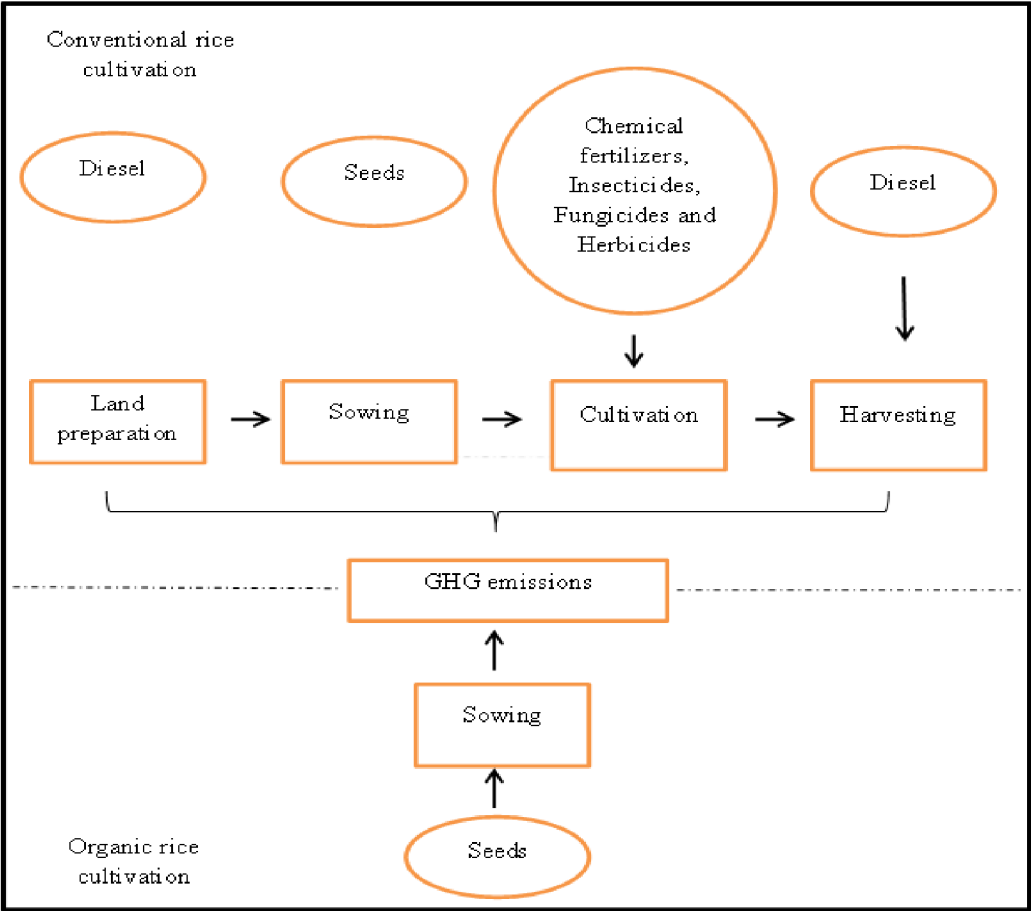 Conventional rice
cultivation
Diesel
Seeds
Chemical
fertilizers,
Insecticides,
Fungicides and
Herbicides
Diesel
Land
preparation
Sowing
Cultivation
Harvesting
GHG emissions
Sowing
Seeds
Organic rice
cultivation